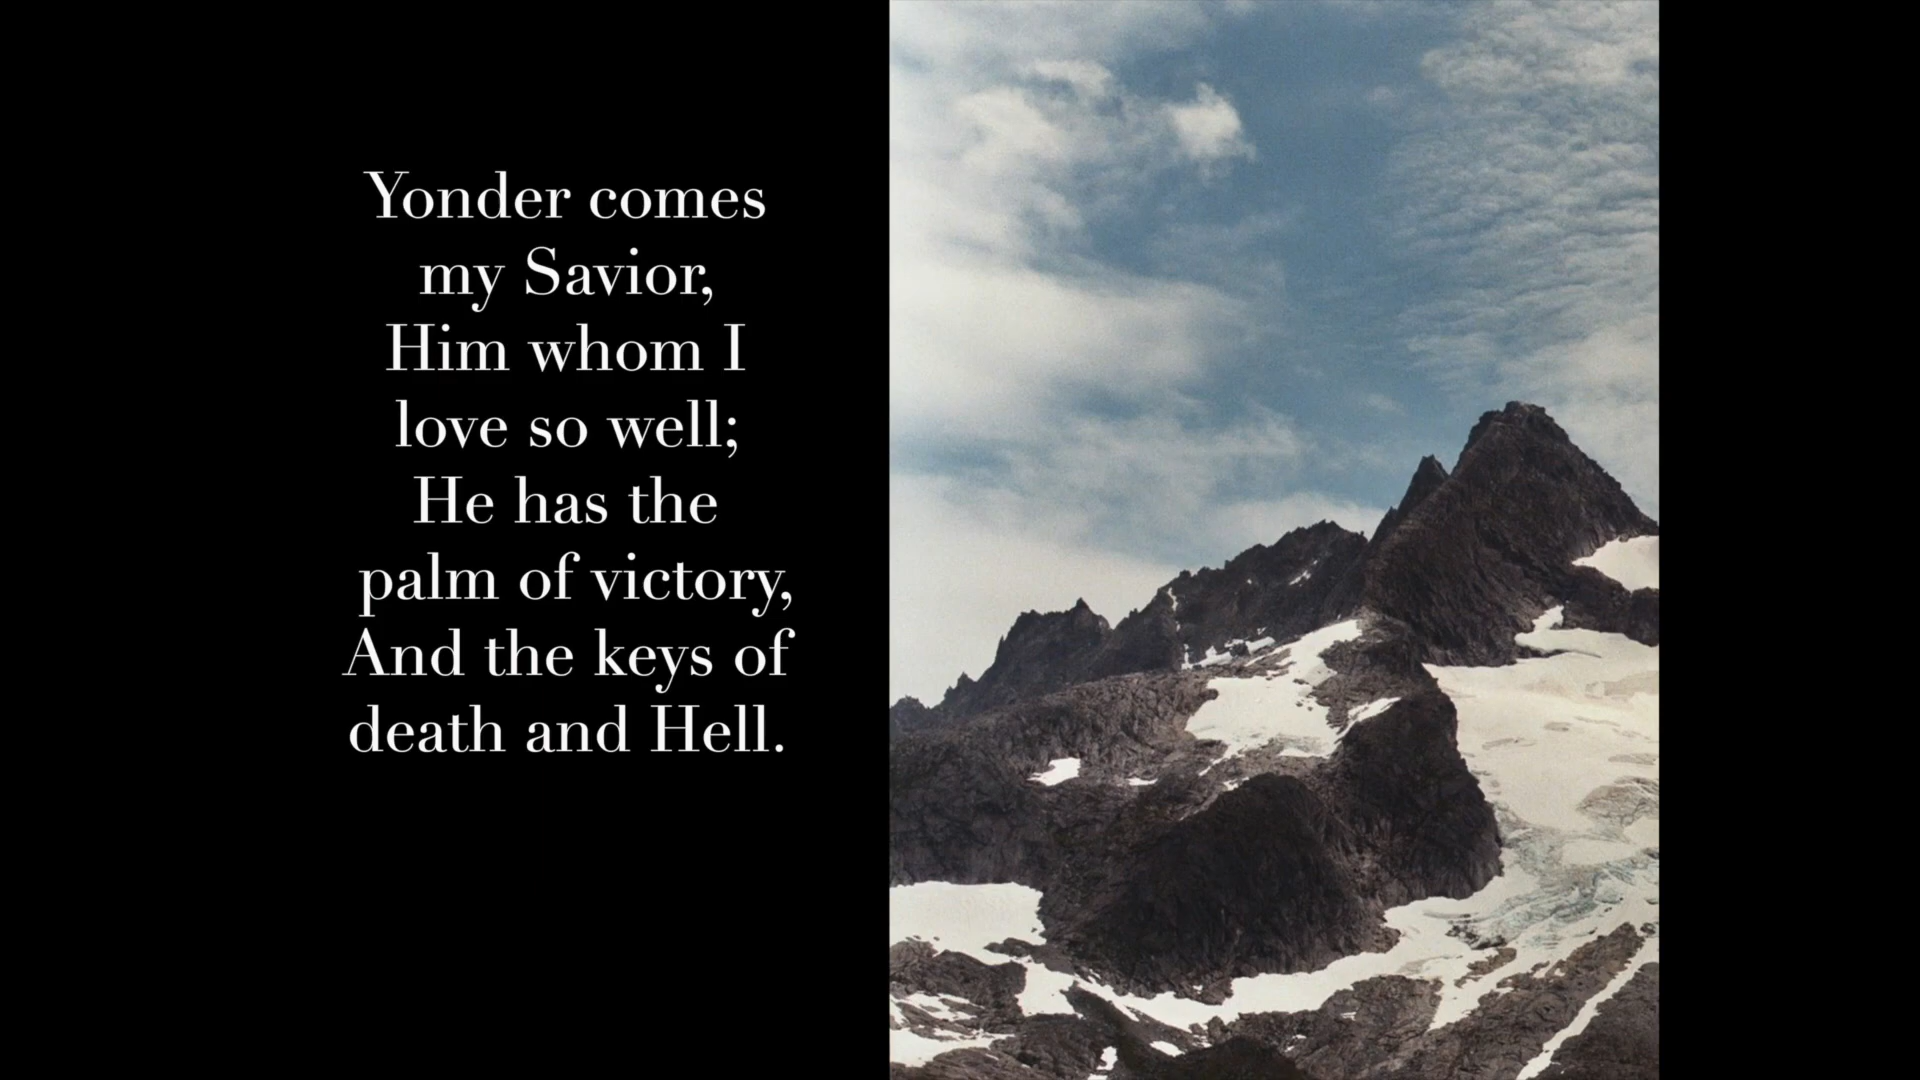 Yonder comes
my Savior,
Him whom I
love so well;
He has the
palm of victory,
And the keys of
death and Hell.